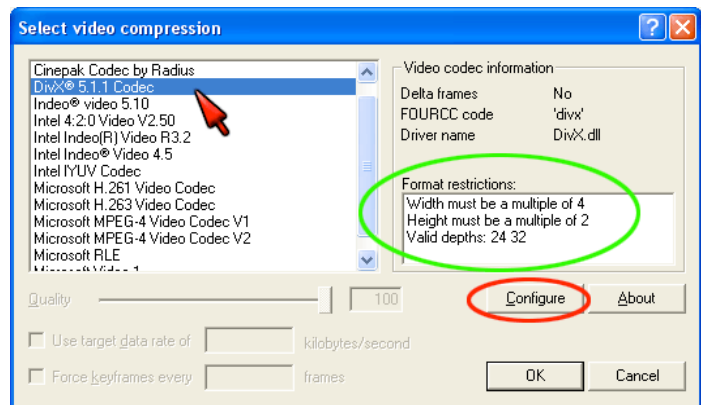 Select video compression
Cinepak Codec by Radius
DivX® 5.1.1 Codec
Indeo® video 5.10
Intel 4:2:0 Video V2.50
Intel Indeo(R) Video R3.2
Intel Indeo® Video 4.5
Intel IYUV Codec
Microsoft H.261 Video Codec
Microsoft H.263 Video Codec
Microsoft MPEG-4 Video Codec V1
Microsoft MPEG-4 Video Codec V2
Microsoft RLE
Microsoft Video 1
Video codec information
Delta frames No
FOURCC code 'divx'
Driver name DivX.dll
Format restrictions:
Width must be a multiple of 4
Height must be a multiple of 2
Valid depths: 24 32
Quality 100
Configure About
Use target data rate of kilobytes/second
Force keyframes every frames
OK Cancel